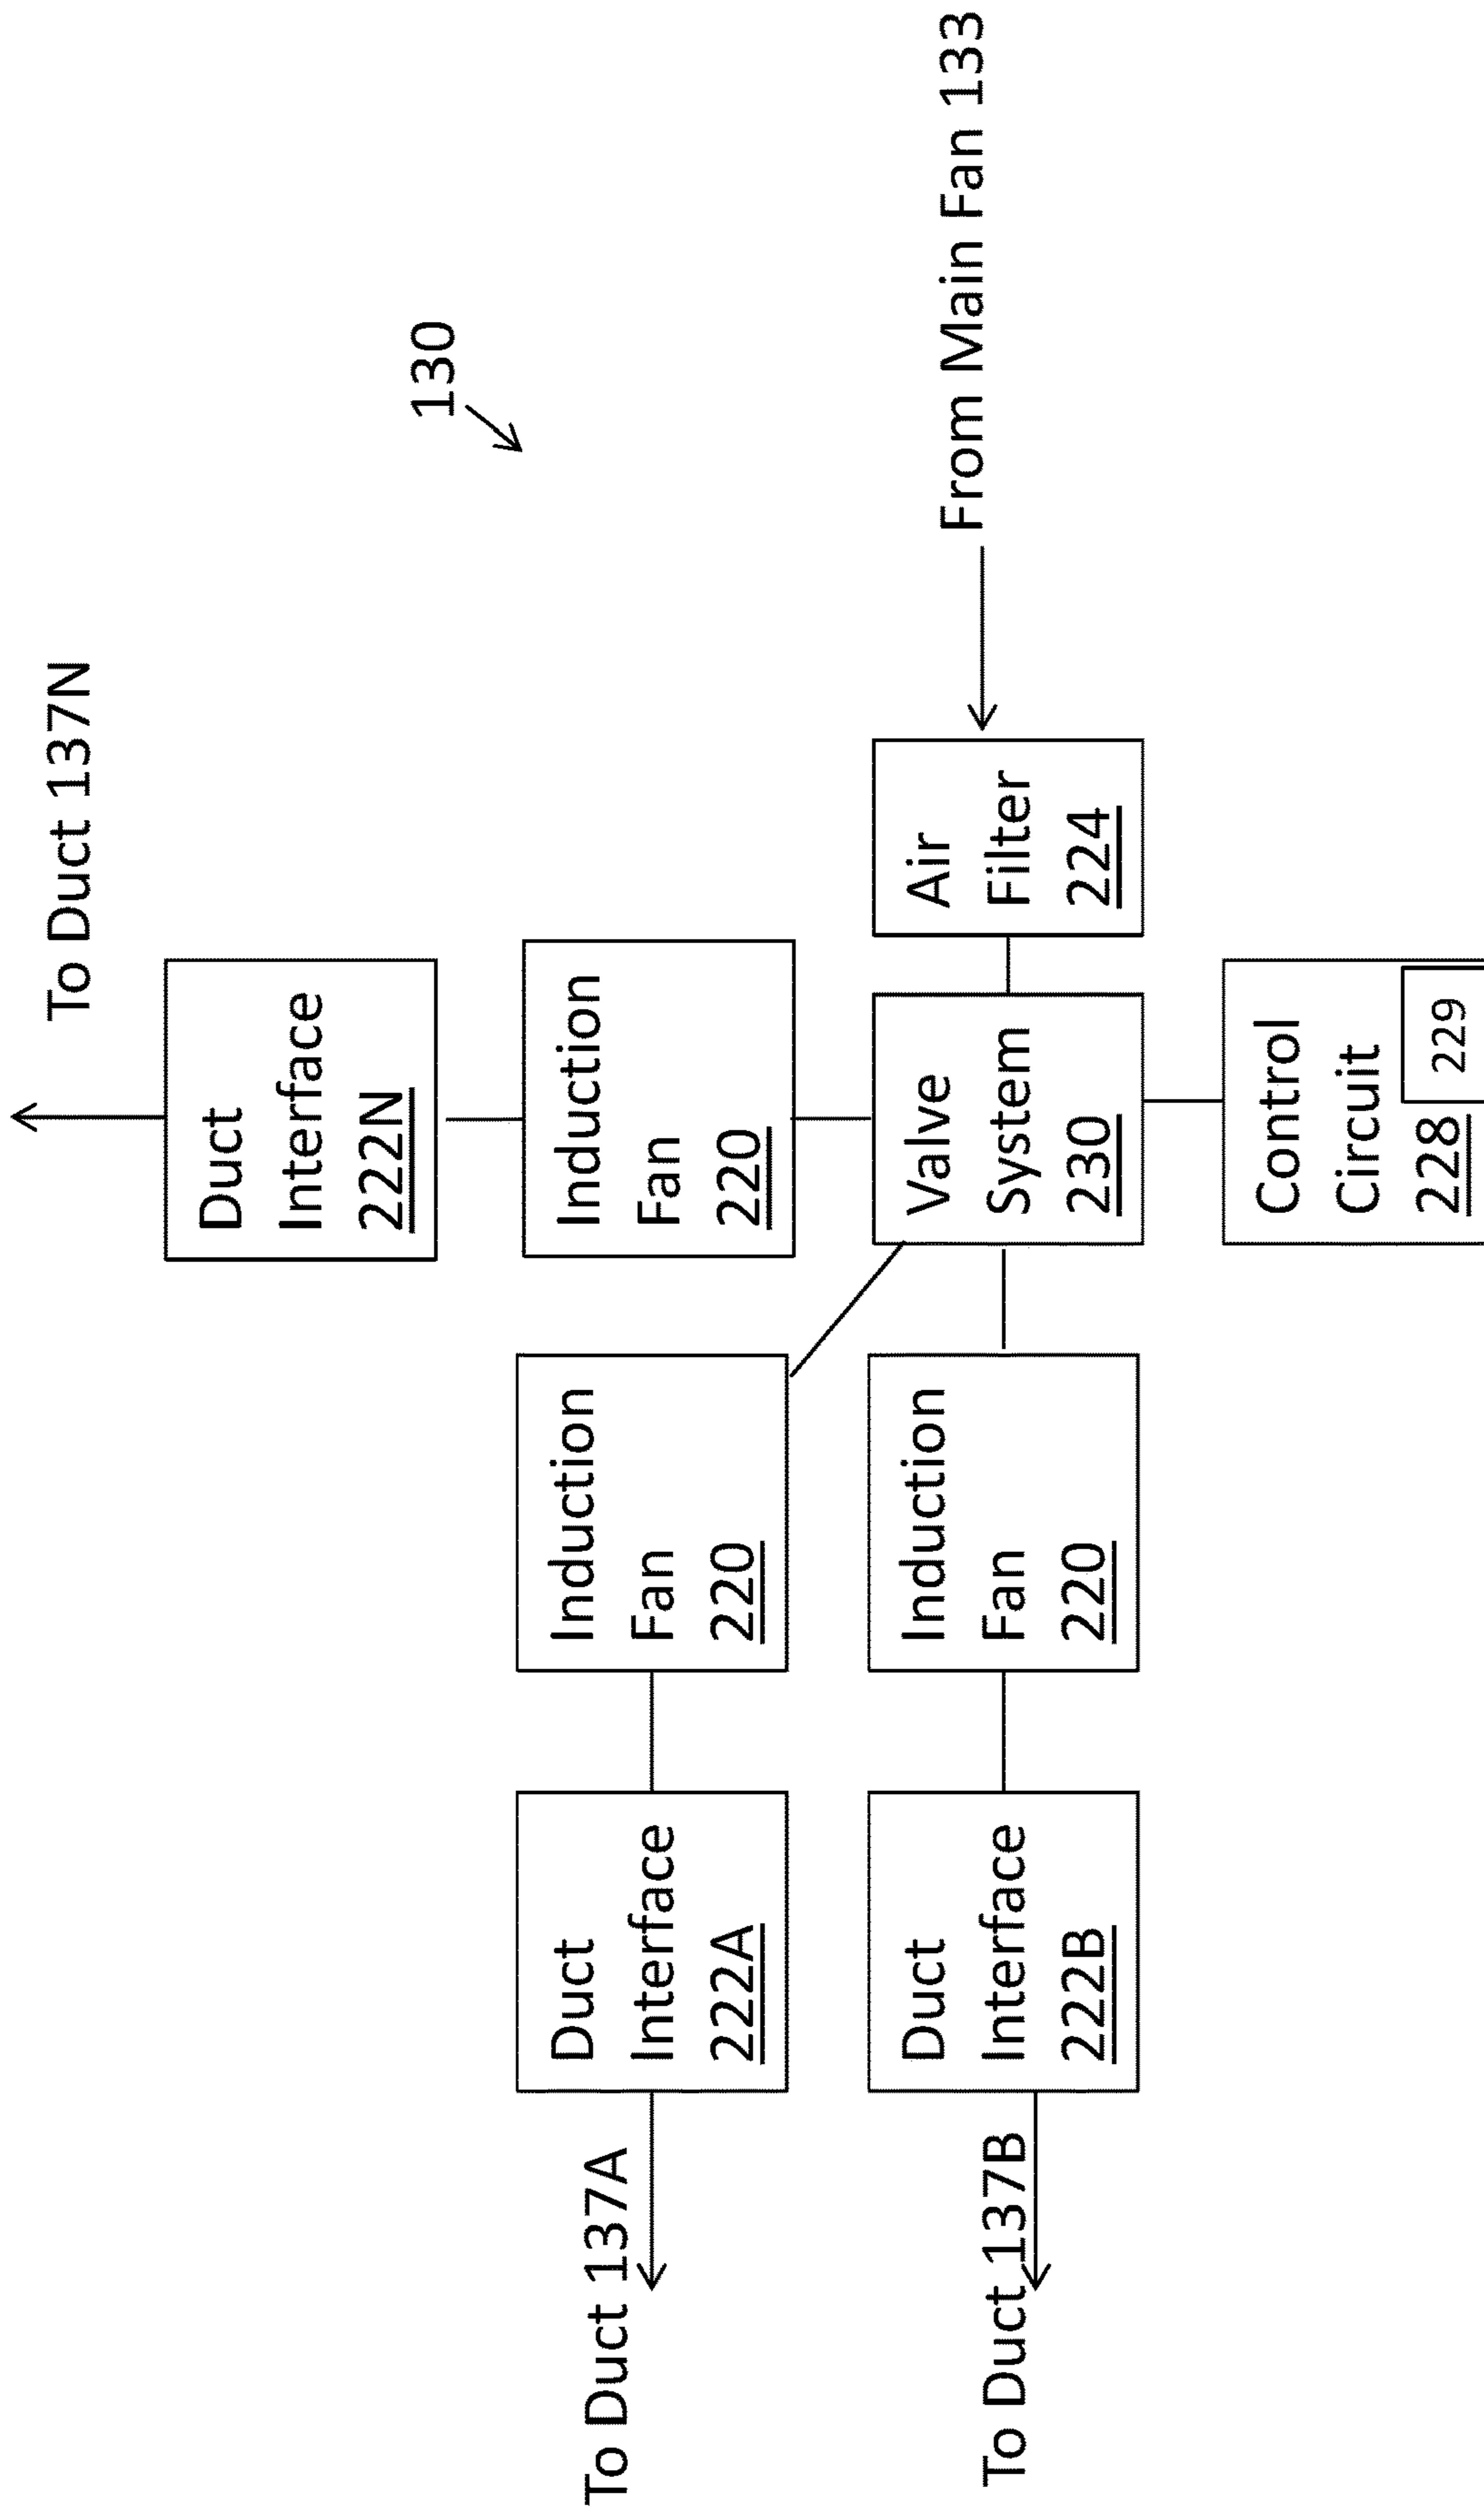 To Duct 137N
130
From Main Fan 133
Duct
Interface
222N
Induction
Fan
220
Air
Filter
224
Valve
System
230
Control
Circuit
228
229
Induction
Fan
220
Induction
Fan
220
Duct
Interface
222A
Duct
Interface
222B
To Duct 137A
To Duct 137B